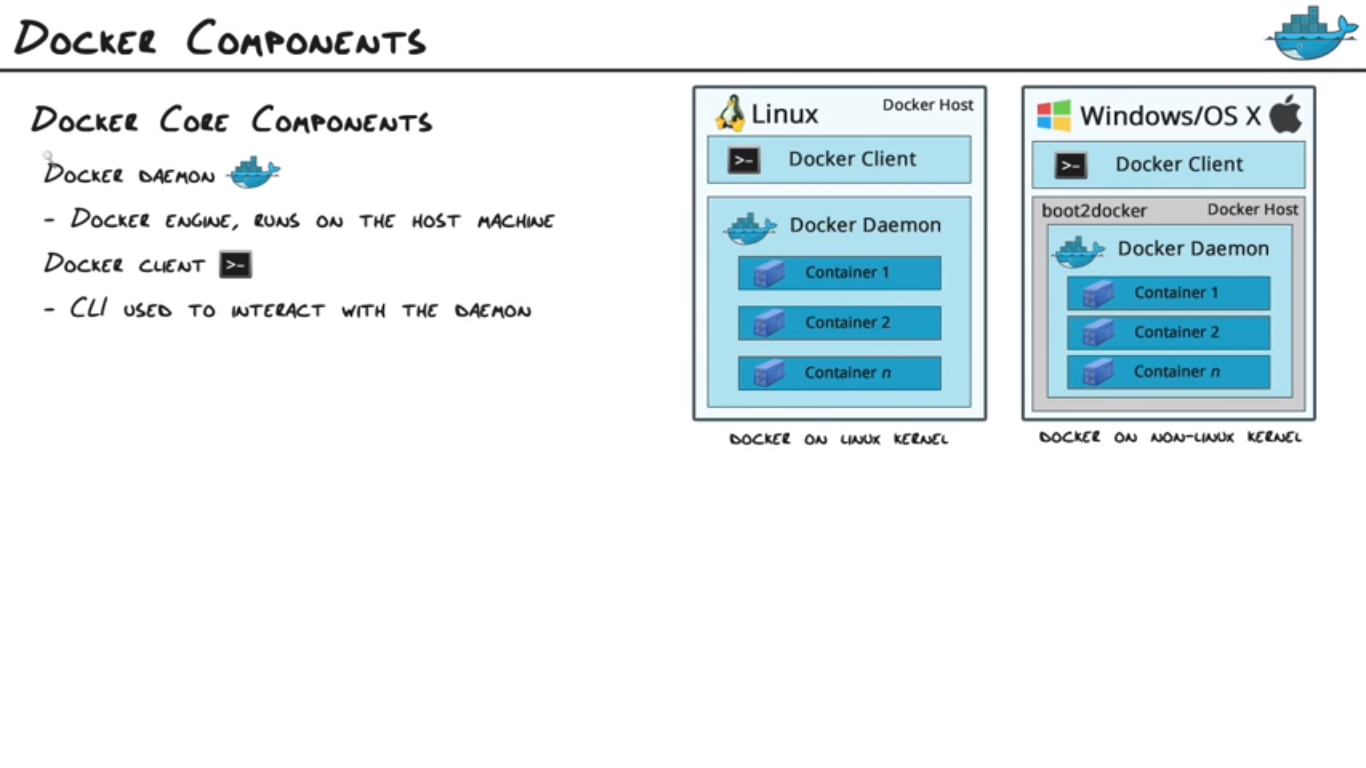 Docker Components
Docker Core Components
Docker daemon
- Docker engine, runs on the host machine
Docker client >-
- CLI used to interact with the daemon
Linux
Docker Host
>- Docker Client
Docker Daemon
Container 1
Container 2
Container n
Docker on Linux kernel
Windows/OS X
>- Docker Client
boot2docker
Docker Host
Docker Daemon
Container 1
Container 2
Container n
Docker on non-Linux kernel